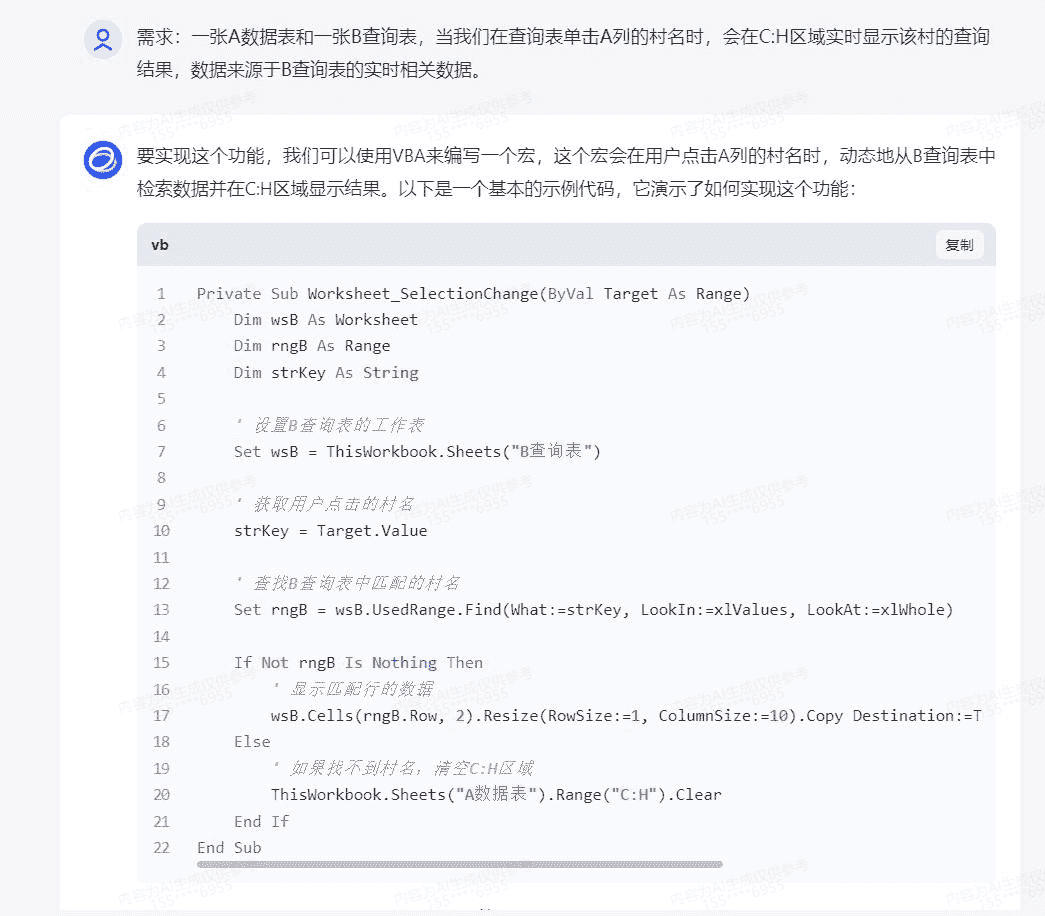 需求：一张A数据表和一张B查询表，当我们在查询表单击A列的村名时，会在C:H区域实时显示该村的查询
结果，数据来源于B查询表的实时相关数据。
要实现这个功能，我们可以使用VBA来编写一个宏，这个宏会在用户点击A列的村名时，动态地从B查询表中
检索数据并在C:H区域显示结果。以下是一个基本的示例代码，它演示了如何实现这个功能：
vb 复制
1 Private Sub Worksheet_SelectionChange(ByVal Target As Range)
2 Dim wsB As Worksheet
3 Dim rngB As Range
4 Dim strKey As String
5
6 ' 设置B查询表的工作表
7 Set wsB = ThisWorkbook.Sheets("B查询表")
8
9 ' 获取用户点击的村名
10 strKey = Target.Value
11
12 ' 查找B查询表中匹配的村名
13 Set rngB = wsB.UsedRange.Find(What:=strKey, LookIn:=xlValues, LookAt:=xlWhole)
14
15 If Not rngB Is Nothing Then
16 ' 显示匹配行的数据
17 wsB.Cells(rngB.Row, 2).Resize(RowSize:=1, ColumnSize:=10).Copy Destination:=T
18 Else
19 ' 如果找不到村名，清空C:H区域
20 ThisWorkbook.Sheets("A数据表").Range("C:H").Clear
21 End If
22 End Sub
内容为AI生成仅供参考
155****6955